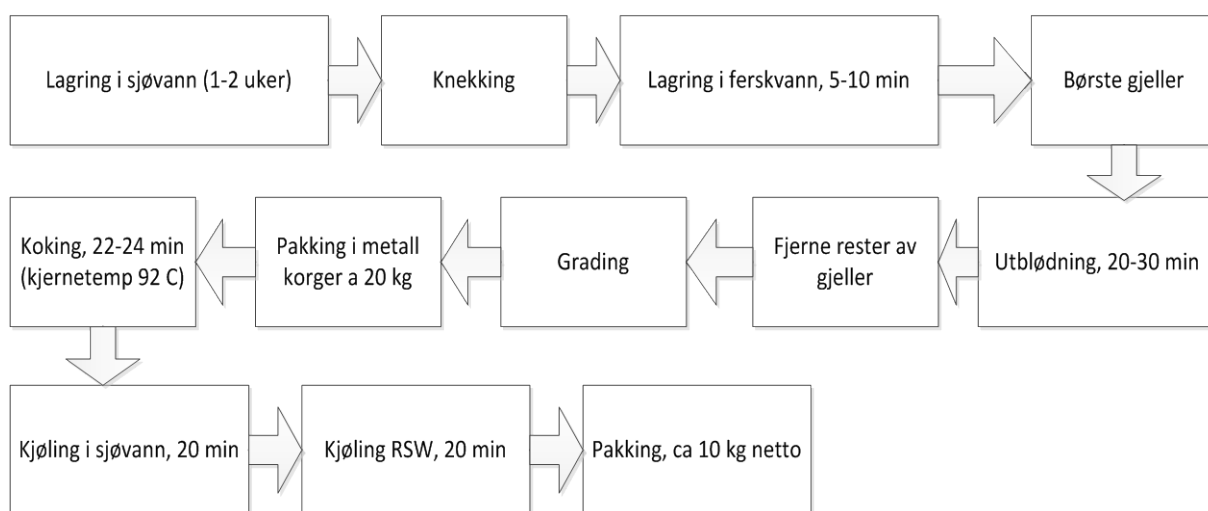 Lagring i sjøvann (1-2 uker)
Knekking
Lagring i ferskvann, 5-10 min
Børste gjeller
Utblødning, 20-30 min
Fjerne rester av
gjeller
Grading
Pakking i metall
korger a 20 kg
Koking, 22-24 min
(kjernetemp 92 C)
Kjøling i sjøvann, 20 min
Kjøling RSW, 20 min
Pakking, ca 10 kg netto